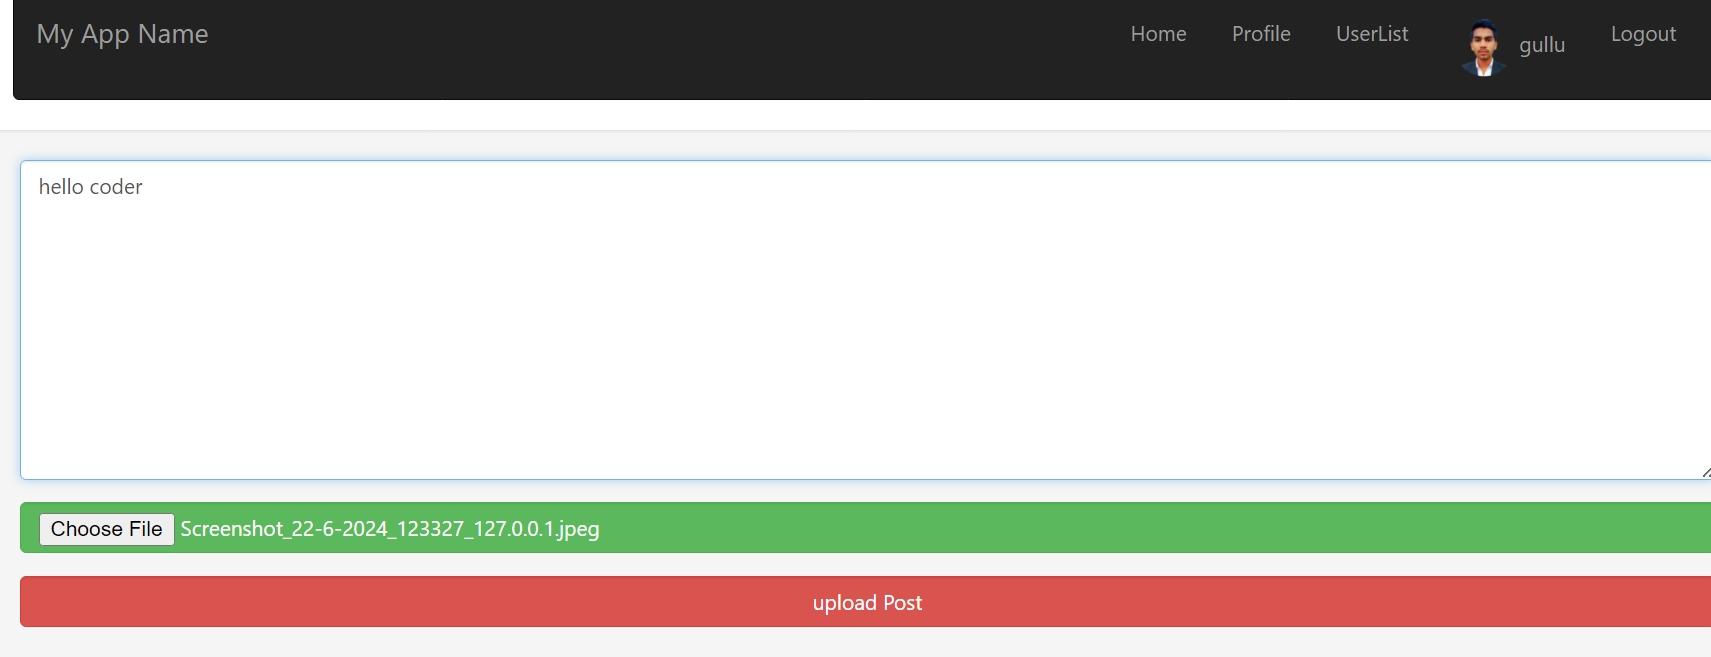 My App Name Home Profile UserList gullu Logout
hello coder
Choose File Screenshot_22-6-2024_123327_127.0.0.1.jpeg
upload Post